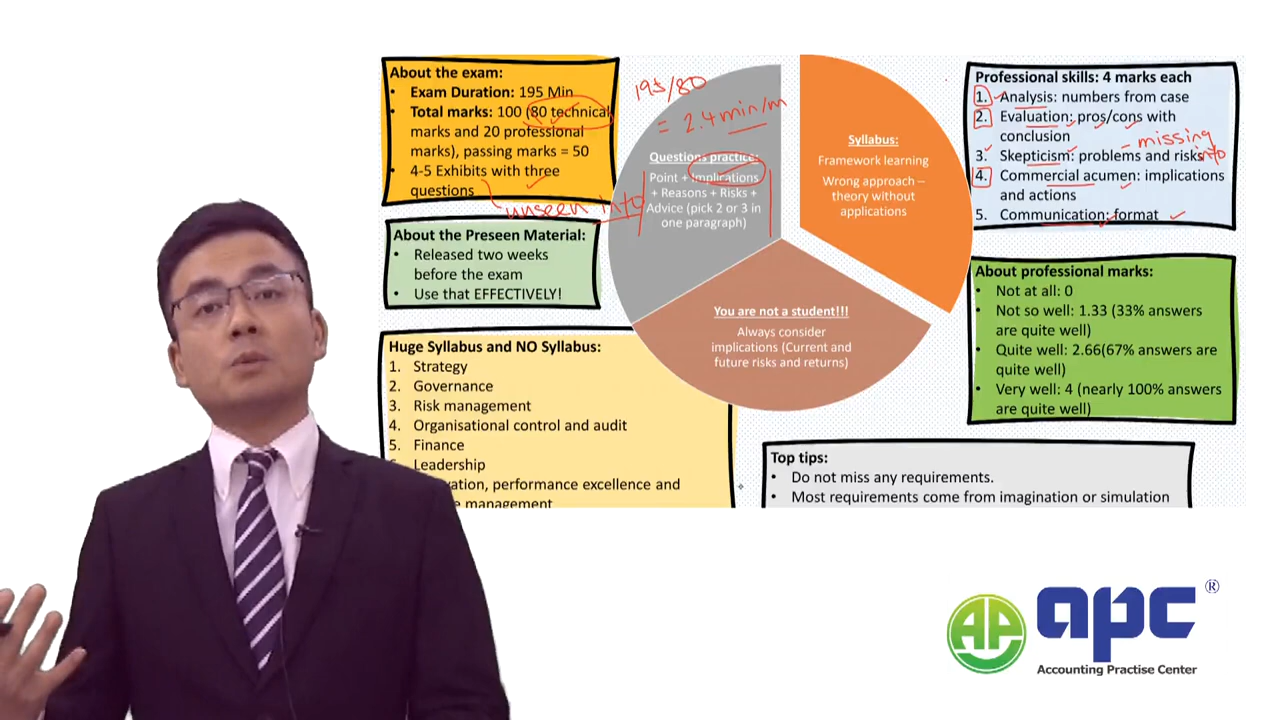 About the exam:
• Exam Duration: 195 Min
• Total marks: 100 (80 technical
marks and 20 professional
marks), passing marks = 50
• 4-5 Exhibits with three
questions
unseen info
About the Preseen Material:
• Released two weeks
before the exam
• Use that EFFECTIVELY!
Huge Syllabus and NO Syllabus:
1. Strategy
2. Governance
3. Risk management
4. Organisational control and audit
5. Finance
Leadership
performance excellence and
management
195/80
= 2.4 min/m
Questions practice:
Point + Implications
+ Reasons + Risks +
Advice (pick 2 or 3 in
one paragraph)
Syllabus:
Framework learning
Wrong approach –
theory without
applications
You are not a student!!!
Always consider
implications (Current and
future risks and returns)
Professional skills: 4 marks each
1. Analysis: numbers from case
2. Evaluation: pros/cons with
conclusion
- missing
info
3. Skepticism: problems and risks
4. Commercial acumen: implications
and actions
5. Communication: format
About professional marks:
• Not at all: 0
• Not so well: 1.33 (33% answers
are quite well)
• Quite well: 2.66(67% answers are
quite well)
• Very well: 4 (nearly 100% answers
are quite well)
Top tips:
• Do not miss any requirements.
• Most requirements come from imagination or simulation
AP
apc®
Accounting Practise Center